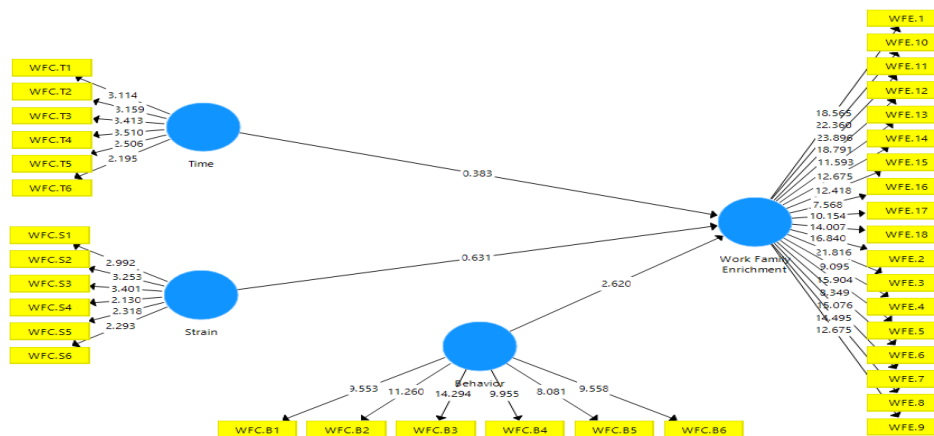 WFC.T1
WFC.T2
WFC.T3
WFC.T4
WFC.T5
WFC.T6
3.114
3.159
3.413
3.510
2.506
2.195
Time
0.383
WFC.S1
WFC.S2
WFC.S3
WFC.S4
WFC.S5
WFC.S6
2.992
3.253
3.401
2.130
2.318
2.293
Strain
0.631
2.620
Behavior
9.553
11.260
14.294
9.955
8.081
9.558
WFC.B1
WFC.B2
WFC.B3
WFC.B4
WFC.B5
WFC.B6
Work Family
Enrichment
18.565
22.360
23.896
18.791
11.593
12.675
12.418
7.568
10.154
14.007
16.840
21.816
9.095
15.904
8.349
15.076
14.495
12.675
WFE.1
WFE.10
WFE.11
WFE.12
WFE.13
WFE.14
WFE.15
WFE.16
WFE.17
WFE.18
WFE.2
WFE.3
WFE.4
WFE.5
WFE.6
WFE.7
WFE.8
WFE.9